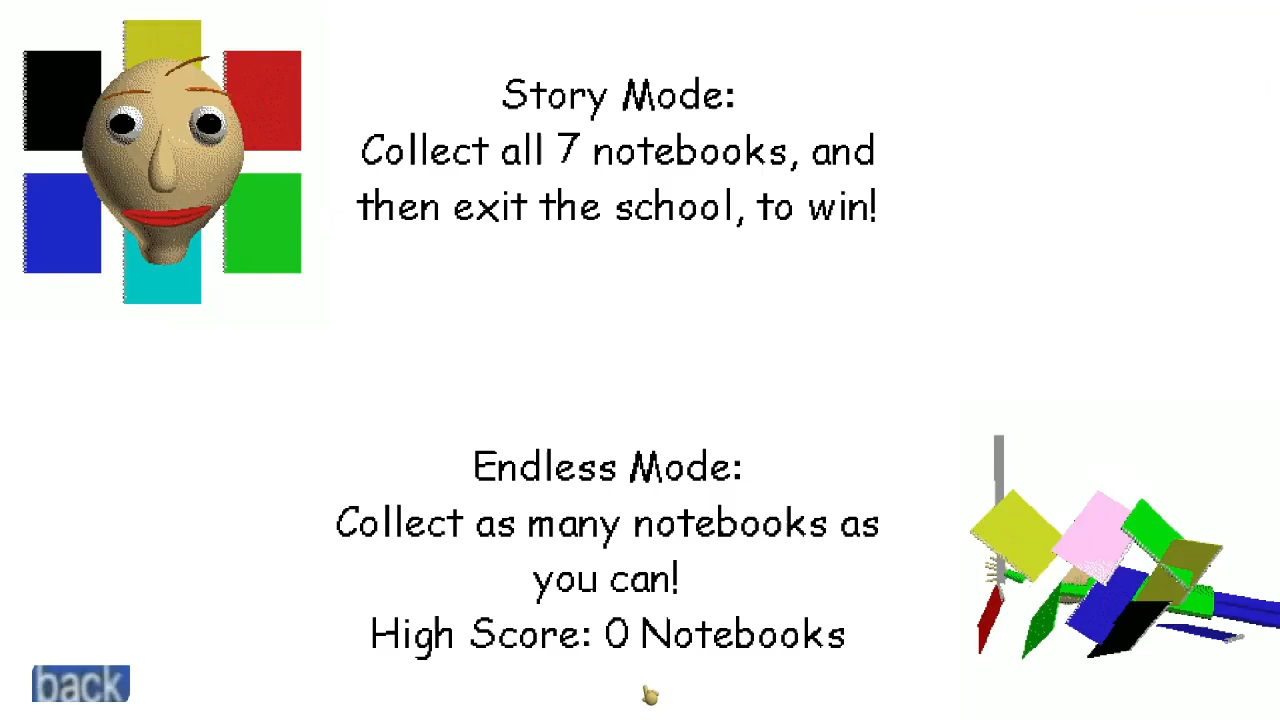 Story Mode:
Collect all 7 notebooks, and
then exit the school, to win!
Endless Mode:
Collect as many notebooks as
you can!
High Score: 0 Notebooks
back